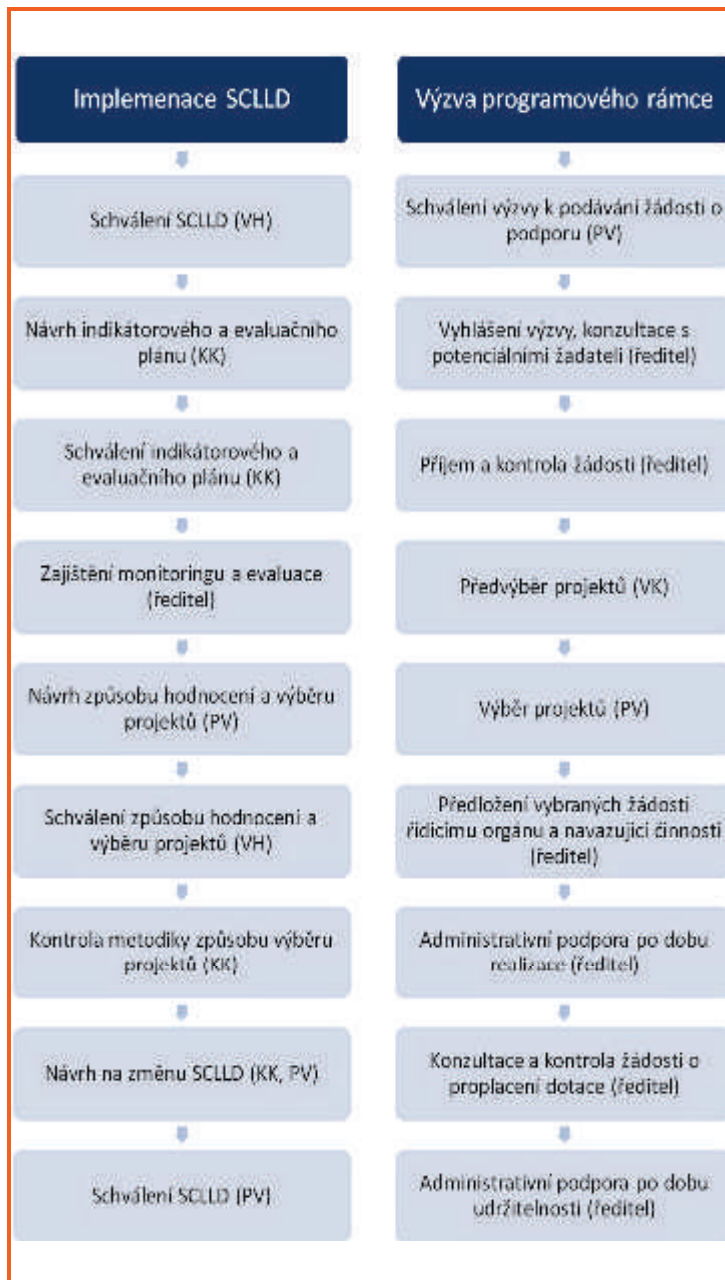 Implemenace SCLLD
Schválení SCLLD (VH)
Návrh indikátorového a evaluačního
plánu (KK)
Schválení indikátorového a
evaluačního plánu (KK)
Zajištění monitoringu a evaluace
(ředitel)
Návrh způsobu hodnocení a výběru
projektů (PV)
Schválení způsobu hodnocení a
výběru projektů (VH)
Kontrola metodiky způsobu výběru
projektů (KK)
Návrh na změnu SCLLD (KK, PV)
Schválení SCLLD (PV)
Výzva programového rámce
Schválení výzvy k podávání žádostí o
podporu (PV)
Vyhlášení výzvy, konzultace s
potenciálními žadateli (ředitel)
Příjem a kontrola žádostí (ředitel)
Předvýběr projektů (VK)
Výběr projektů (PV)
Předložení vybraných žádostí
řídicímu orgánu a navazující činnosti
(ředitel)
Administrativní podpora po dobu
realizace (ředitel)
Konzultace a kontrola žádostí o
proplacení dotace (ředitel)
Administrativní podpora po dobu
udržitelnosti (ředitel)